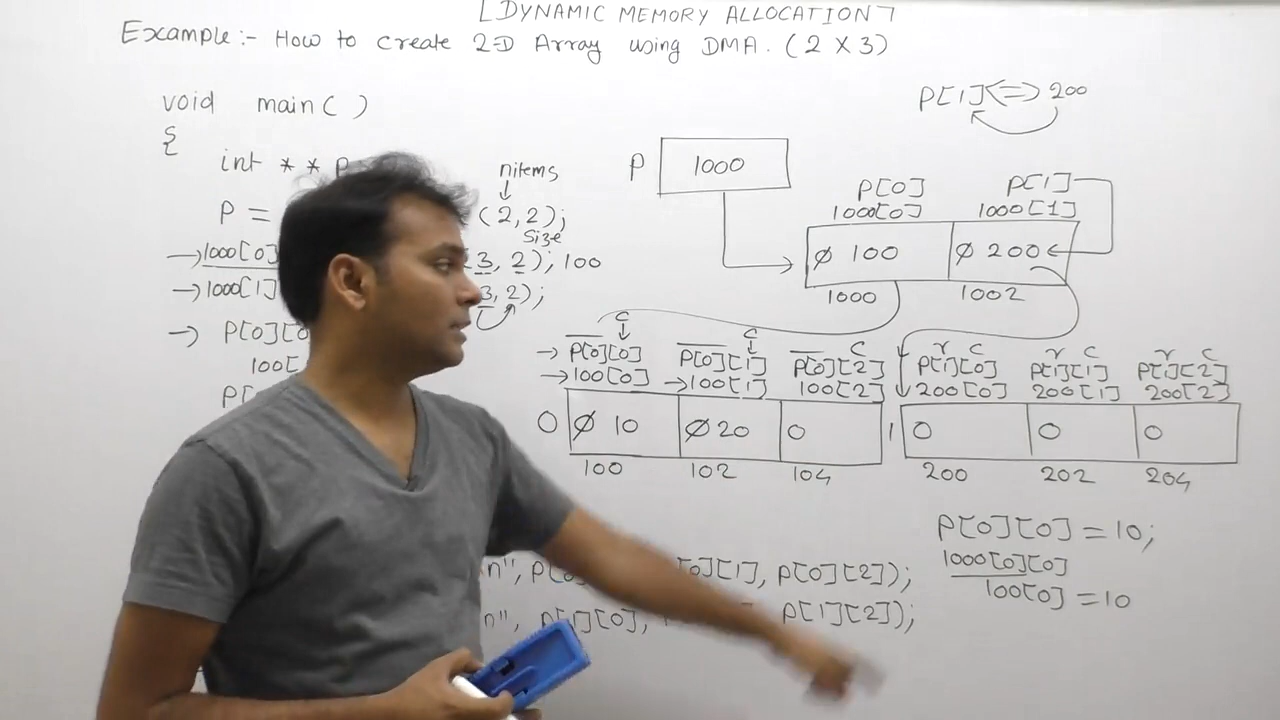 [DYNAMIC MEMORY ALLOCATION]
Example:- How to create 2-D Array using DMA. (2 X 3)
void main( )
{
int * * P
P =
nitems
(2,2);
Size
→ 1000[0]
3, 2); 100
→ 1000[1]
3, 2);
→ P[0][0
100[
P[
P[1] <=> 200
P 1000
P[0] P[1]
1000[0] 1000[1]
0 100 0 200
1000 1002
C C C r C r C r C
→ P[0][0] P[0][1] P[0][2] P[1][0] P[1][1] P[1][2]
→ 100[0] → 100[1] 100[2] 200[0] 200[1] 200[2]
0 0 10 0 20 0 1 0 0 0
100 102 104 200 202 204
P[0][0] = 10;
1000[0][0]
100[0] = 10
n", P[0 0][1], P[0][2]);
n", P[1][0], P[1][2]);